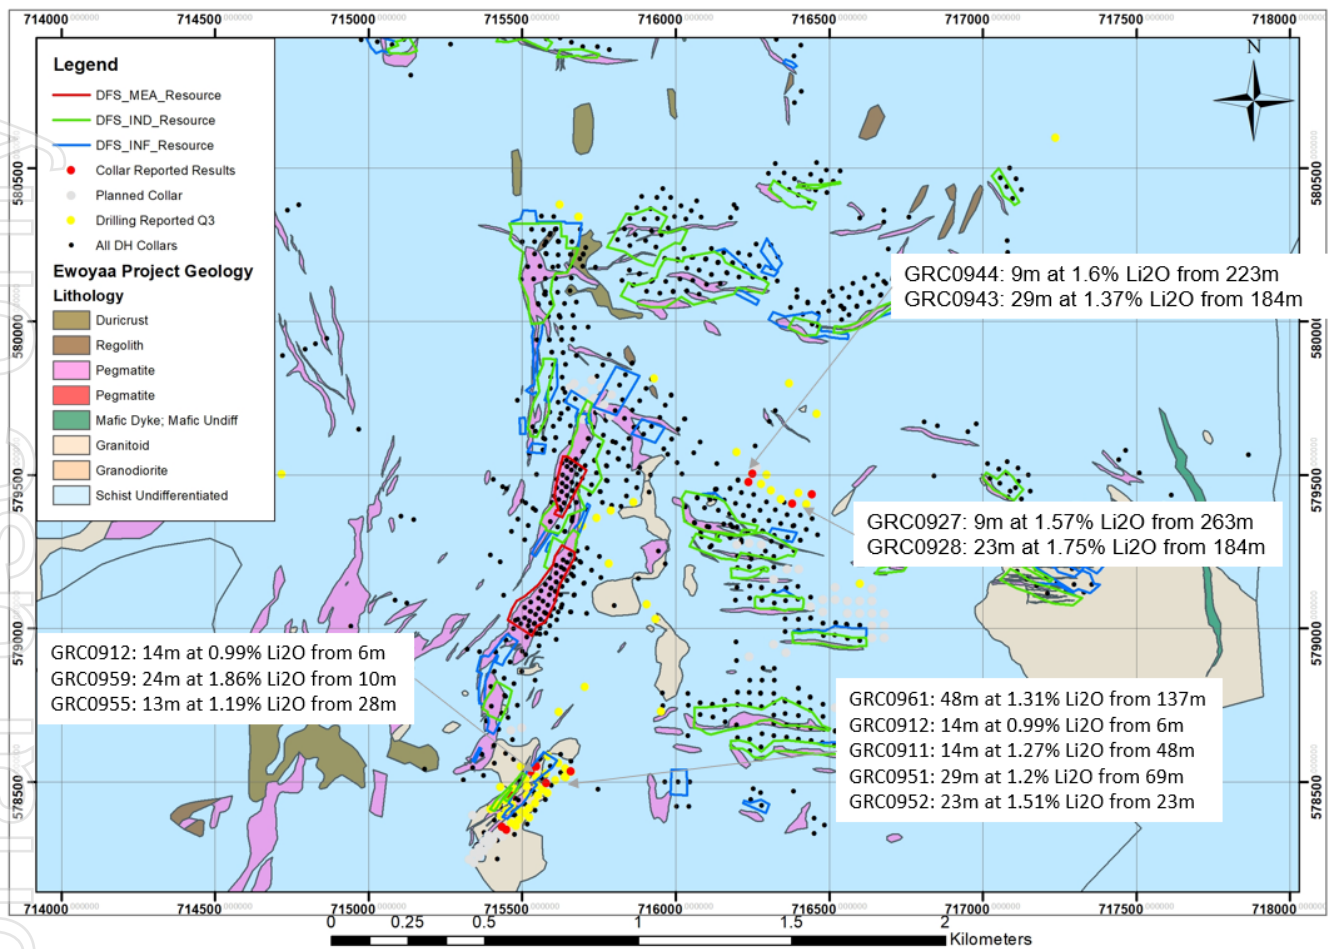 714000 714500 715000 715500 716000 716500 717000 717500 718000
N
Legend
DFS_MEA_Resource
DFS_IND_Resource
DFS_INF_Resource
Collar Reported Results
Planned Collar
Drilling Reported Q3
All DH Collars
Ewoyaa Project Geology
Lithology
Duricrust
Regolith
Pegmatite
Pegmatite
Mafic Dyke; Mafic Undiff
Granitoid
Granodiorite
Schist Undifferentiated
580500 580500
GRC0944: 9m at 1.6% Li2O from 223m
GRC0943: 29m at 1.37% Li2O from 184m
580000 580000
579500 579500
GRC0927: 9m at 1.57% Li2O from 263m
GRC0928: 23m at 1.75% Li2O from 184m
579000 579000
GRC0912: 14m at 0.99% Li2O from 6m
GRC0959: 24m at 1.86% Li2O from 10m
GRC0955: 13m at 1.19% Li2O from 28m
GRC0961: 48m at 1.31% Li2O from 137m
GRC0912: 14m at 0.99% Li2O from 6m
GRC0911: 14m at 1.27% Li2O from 48m
GRC0951: 29m at 1.2% Li2O from 69m
GRC0952: 23m at 1.51% Li2O from 23m
578500 578500
714000 714500 715000 715500 716000 716500 717000 717500 718000
0 0.25 0.5 1 1.5 2
Kilometers